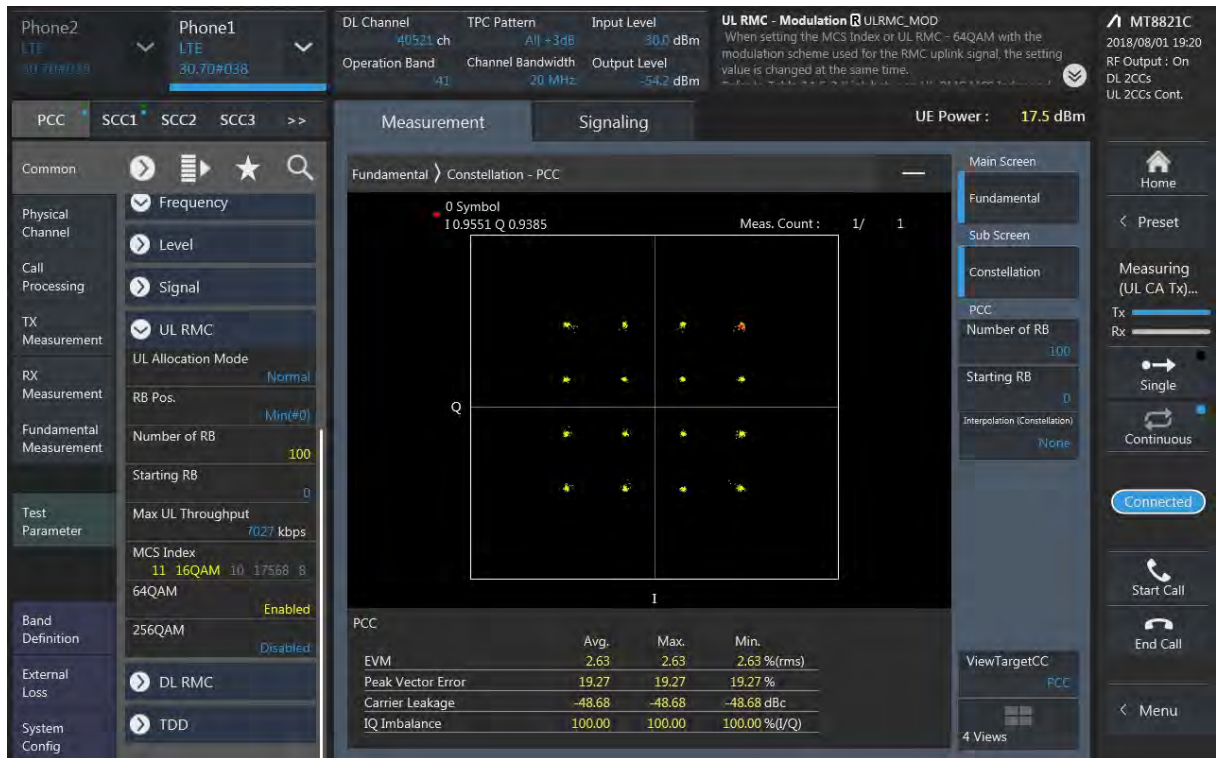 Phone2
LTE
30.70#038
Phone1
LTE
30.70#038
DL Channel
40521 ch
TPC Pattern
All +3dB
Input Level
30.0 dBm
Operation Band
41
Channel Bandwidth
20 MHz
Output Level
-54.2 dBm
UL RMC - Modulation R ULRMC_MOD
When setting the MCS Index or UL RMC - 64QAM with the
modulation scheme used for the RMC uplink signal, the setting
value is changed at the same time.
MT8821C
2018/08/01 19:20
RF Output : On
DL 2CCs
UL 2CCs Cont.
PCC
SCC1
SCC2
SCC3
>>
Measurement
Signaling
UE Power : 17.5 dBm
Common
Physical
Channel
Call
Processing
TX
Measurement
RX
Measurement
Fundamental
Measurement
Test
Parameter
Band
Definition
External
Loss
System
Config
Frequency
Level
Signal
UL RMC
UL Allocation Mode
Normal
RB Pos.
Min(#0)
Number of RB
100
Starting RB
0
Max UL Throughput
7027 kbps
MCS Index
11 16QAM 10 17568 8
64QAM
Enabled
256QAM
Disabled
DL RMC
TDD
Fundamental ⟩ Constellation - PCC
0 Symbol
I 0.9551 Q 0.9385
Meas. Count : 1/ 1
Q
I
PCC
Avg. Max. Min.
EVM 2.63 2.63 2.63 %(rms)
Peak Vector Error 19.27 19.27 19.27 %
Carrier Leakage -48.68 -48.68 -48.68 dBc
IQ Imbalance 100.00 100.00 100.00 %(I/Q)
Main Screen
Fundamental
Sub Screen
Constellation
PCC
Number of RB
100
Starting RB
0
Interpolation (Constellation)
None
ViewTargetCC
PCC
4 Views
Home
< Preset
Measuring
(UL CA Tx)...
Tx
Rx
Single
Continuous
Connected
Start Call
End Call
< Menu